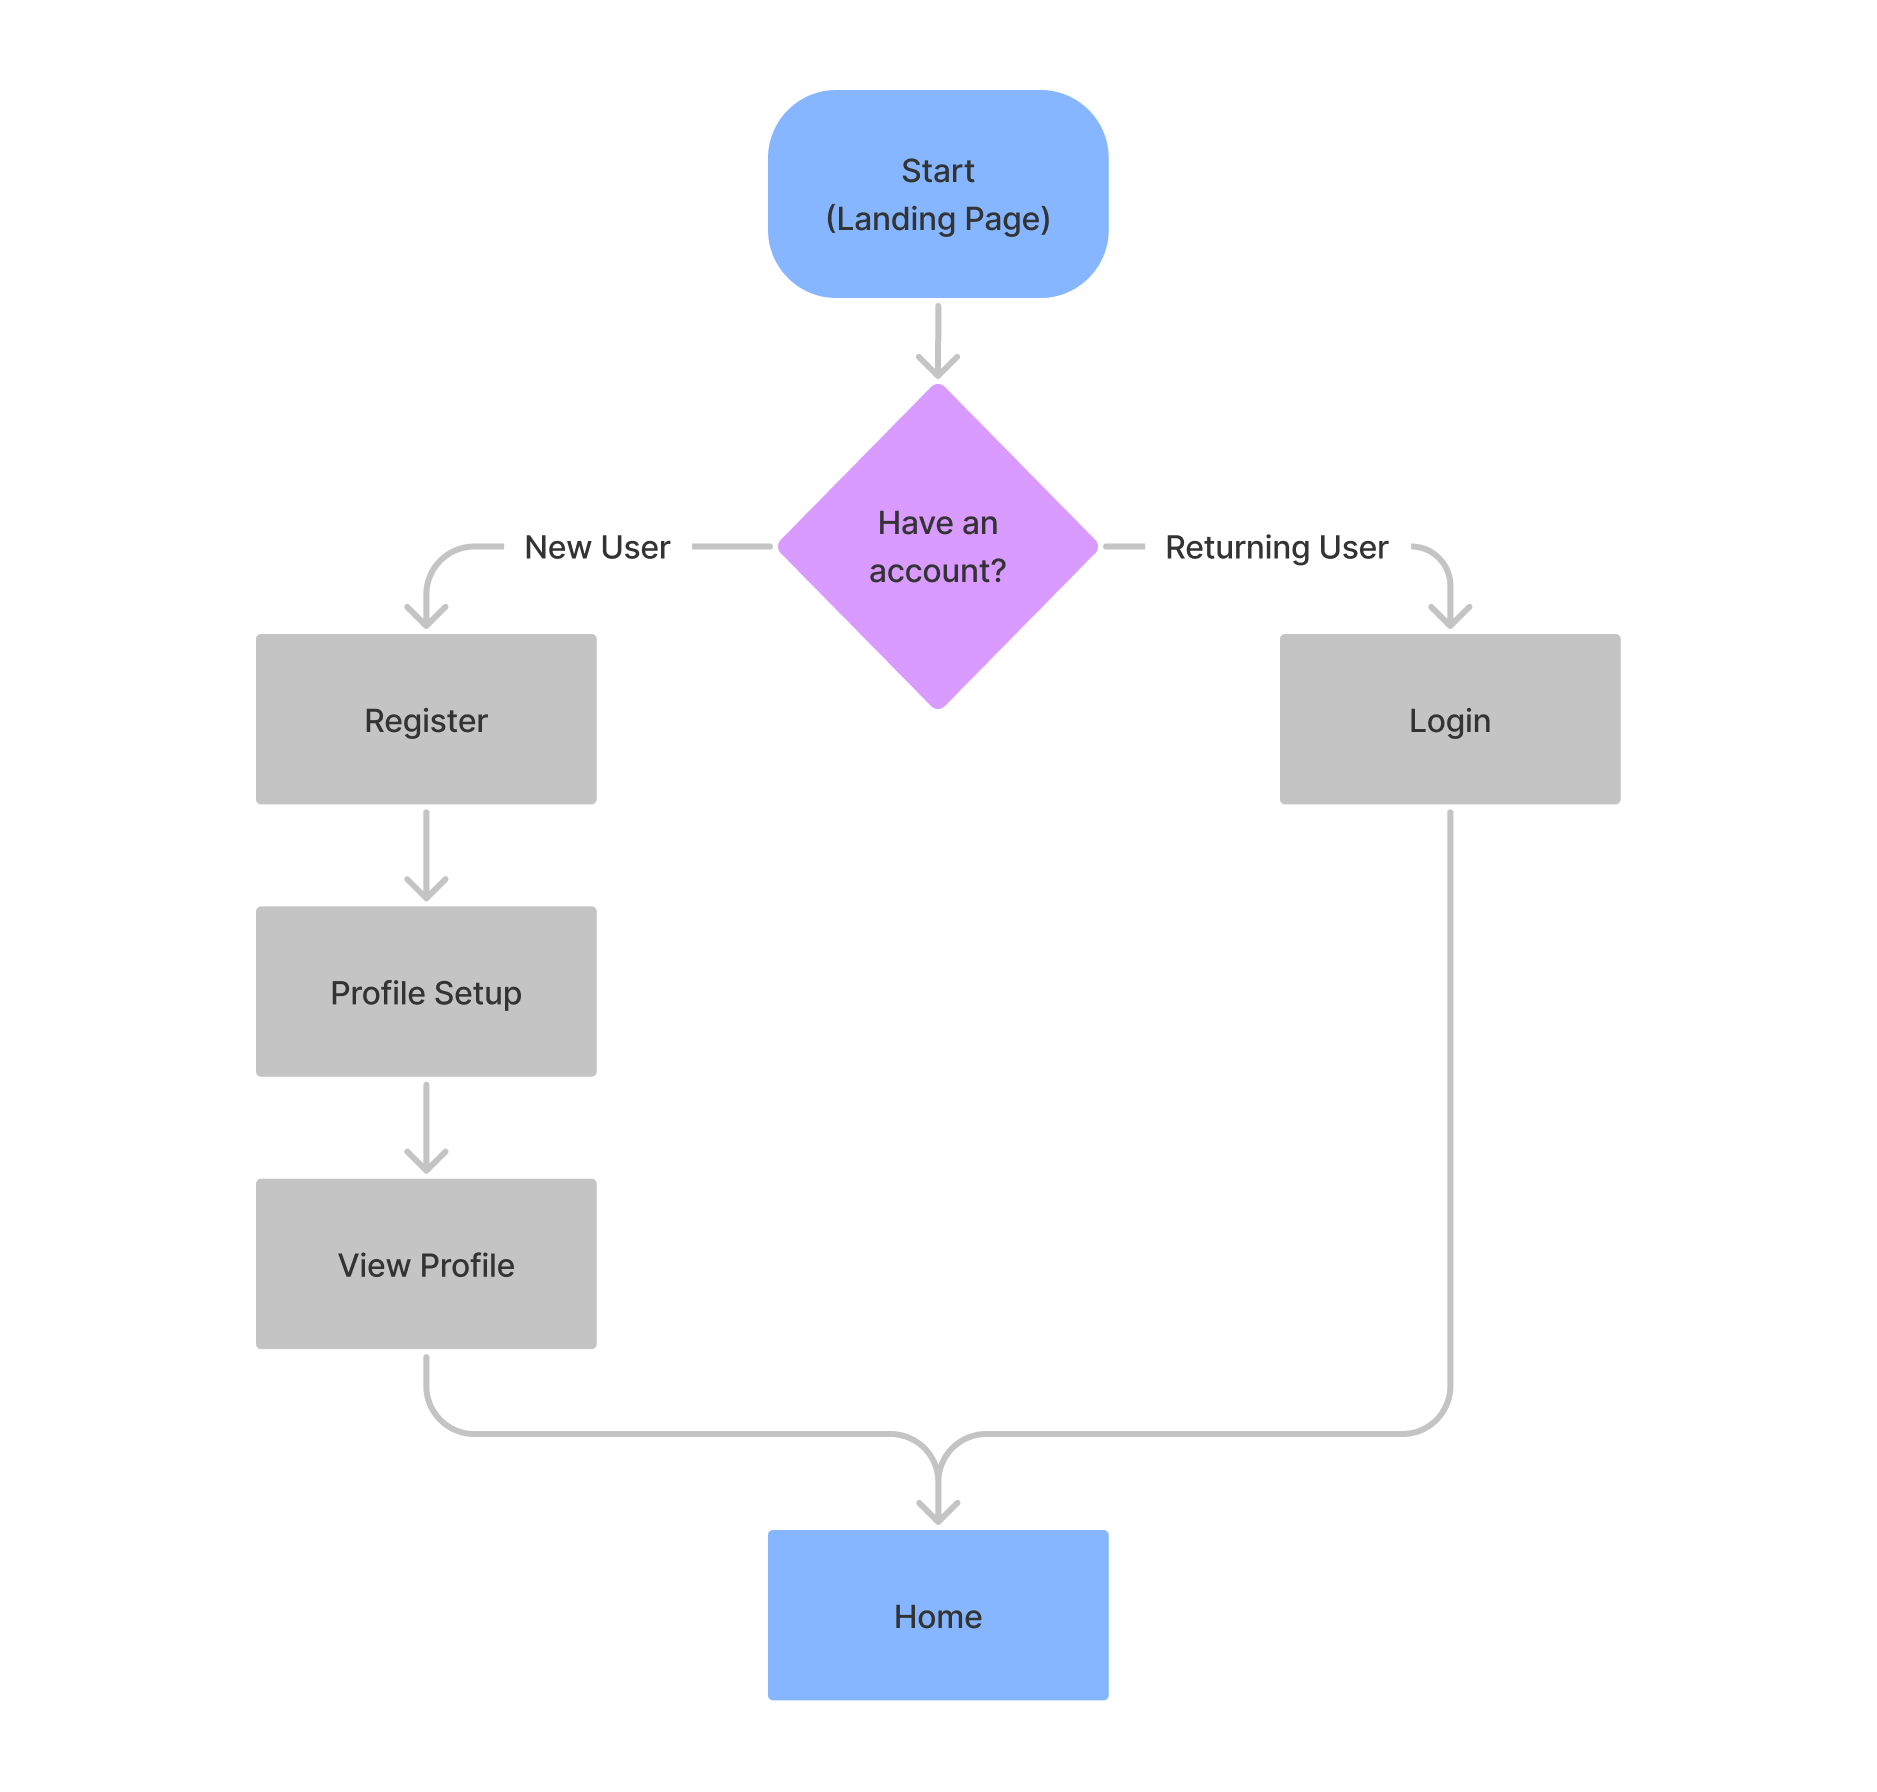 Start
(Landing Page)
Have an
account?
New User
Returning User
Register
Login
Profile Setup
View Profile
Home